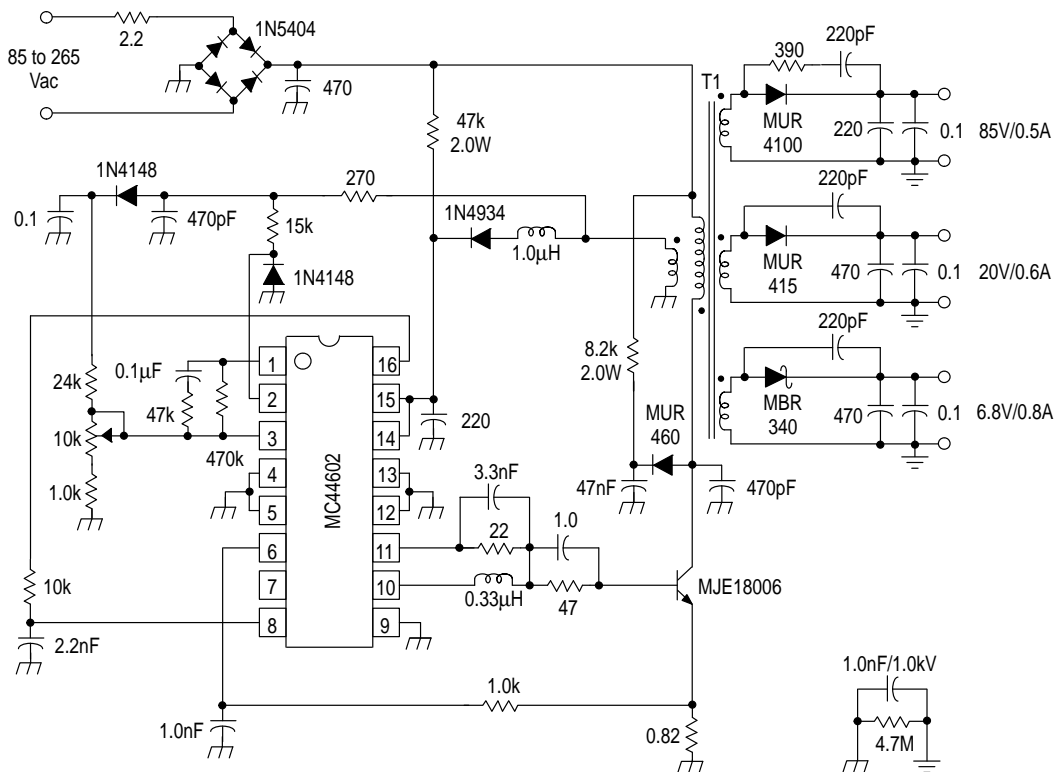 2.2
1N5404
85 to 265
Vac
470
47k
2.0W
390
220pF
T1
MUR
4100
220
0.1
85V/0.5A
1N4148
0.1
470pF
270
15k
1N4148
1N4934
1.0µH
220pF
MUR
415
470
0.1
20V/0.6A
8.2k
2.0W
220pF
MBR
340
470
0.1
6.8V/0.8A
24k
10k
1.0k
0.1µF
47k
470k
1
2
3
4
5
6
7
8
MC44602
16
15
14
13
12
11
10
9
220
MUR
460
47nF
470pF
3.3nF
22
1.0
0.33µH
47
MJE18006
10k
2.2nF
1.0nF
1.0k
0.82
1.0nF/1.0kV
4.7M